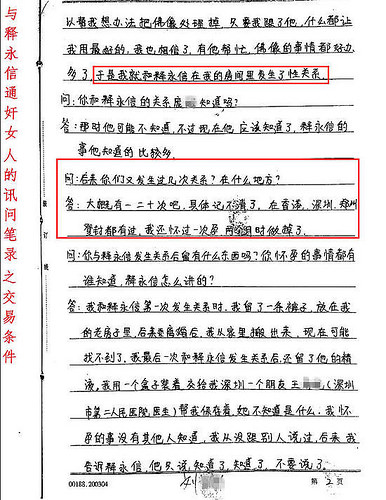 与释永信通奸女人的讯问笔录之交易条件
以帮我想办法把佛像处理掉，只要我跟了他，什么都让
我用最好的，我也相信了，有他帮忙，佛像的事情都好办
多了，于是我就和释永信在我的房间里发生了性关系。
问：你和释永信的关系 知道吗？
答：那时他可能不知道，不过现在他应该知道了，释永信的
事他知道的比较多。
问：后来你们又发生过几次关系？在什么地方？
答：大概有一二十次吧，具体记不清了，在香港、深圳、郑州
登封都有过，我还怀过一次孕，两个月时做掉了。
问：你与释永信发生关系后留有什么东西吗？你怀孕的事情都有
谁知道，释永信怎么讲的？
答：我和释永信第一次发生关系时，我留了一条裤子，放在我
的老房子里，后来要离婚后，我从家里搬出来，现在可能
找不到了，我最后一次和释永信发生关系后，还留了他的精
液，我用一个盒子装着交给我深圳一个朋友王 （深圳
市第二人民医院医生）帮我保存着，她不知道是什么，我怀
孕的事没有其他人知道，我从没跟别人说过，后来我
告诉释永信，他只说，知道了，知道了，不要说了。
装
订
线
00188.200304
第 2 页